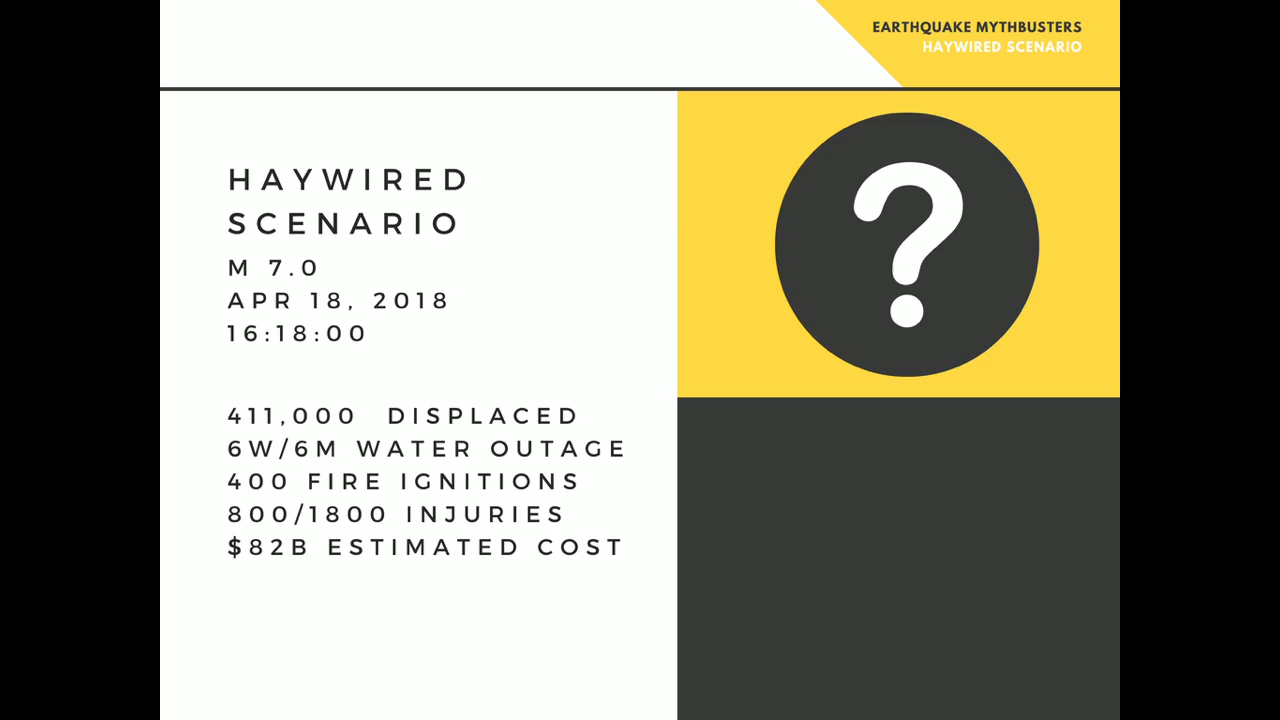 EARTHQUAKE MYTHBUSTERS
HAYWIRED SCENARIO
HAYWIRED
SCENARIO
M 7.0
APR 18, 2018
16:18:00
411,000 DISPLACED
6W/6M WATER OUTAGE
400 FIRE IGNITIONS
800/1800 INJURIES
$82B ESTIMATED COST
?